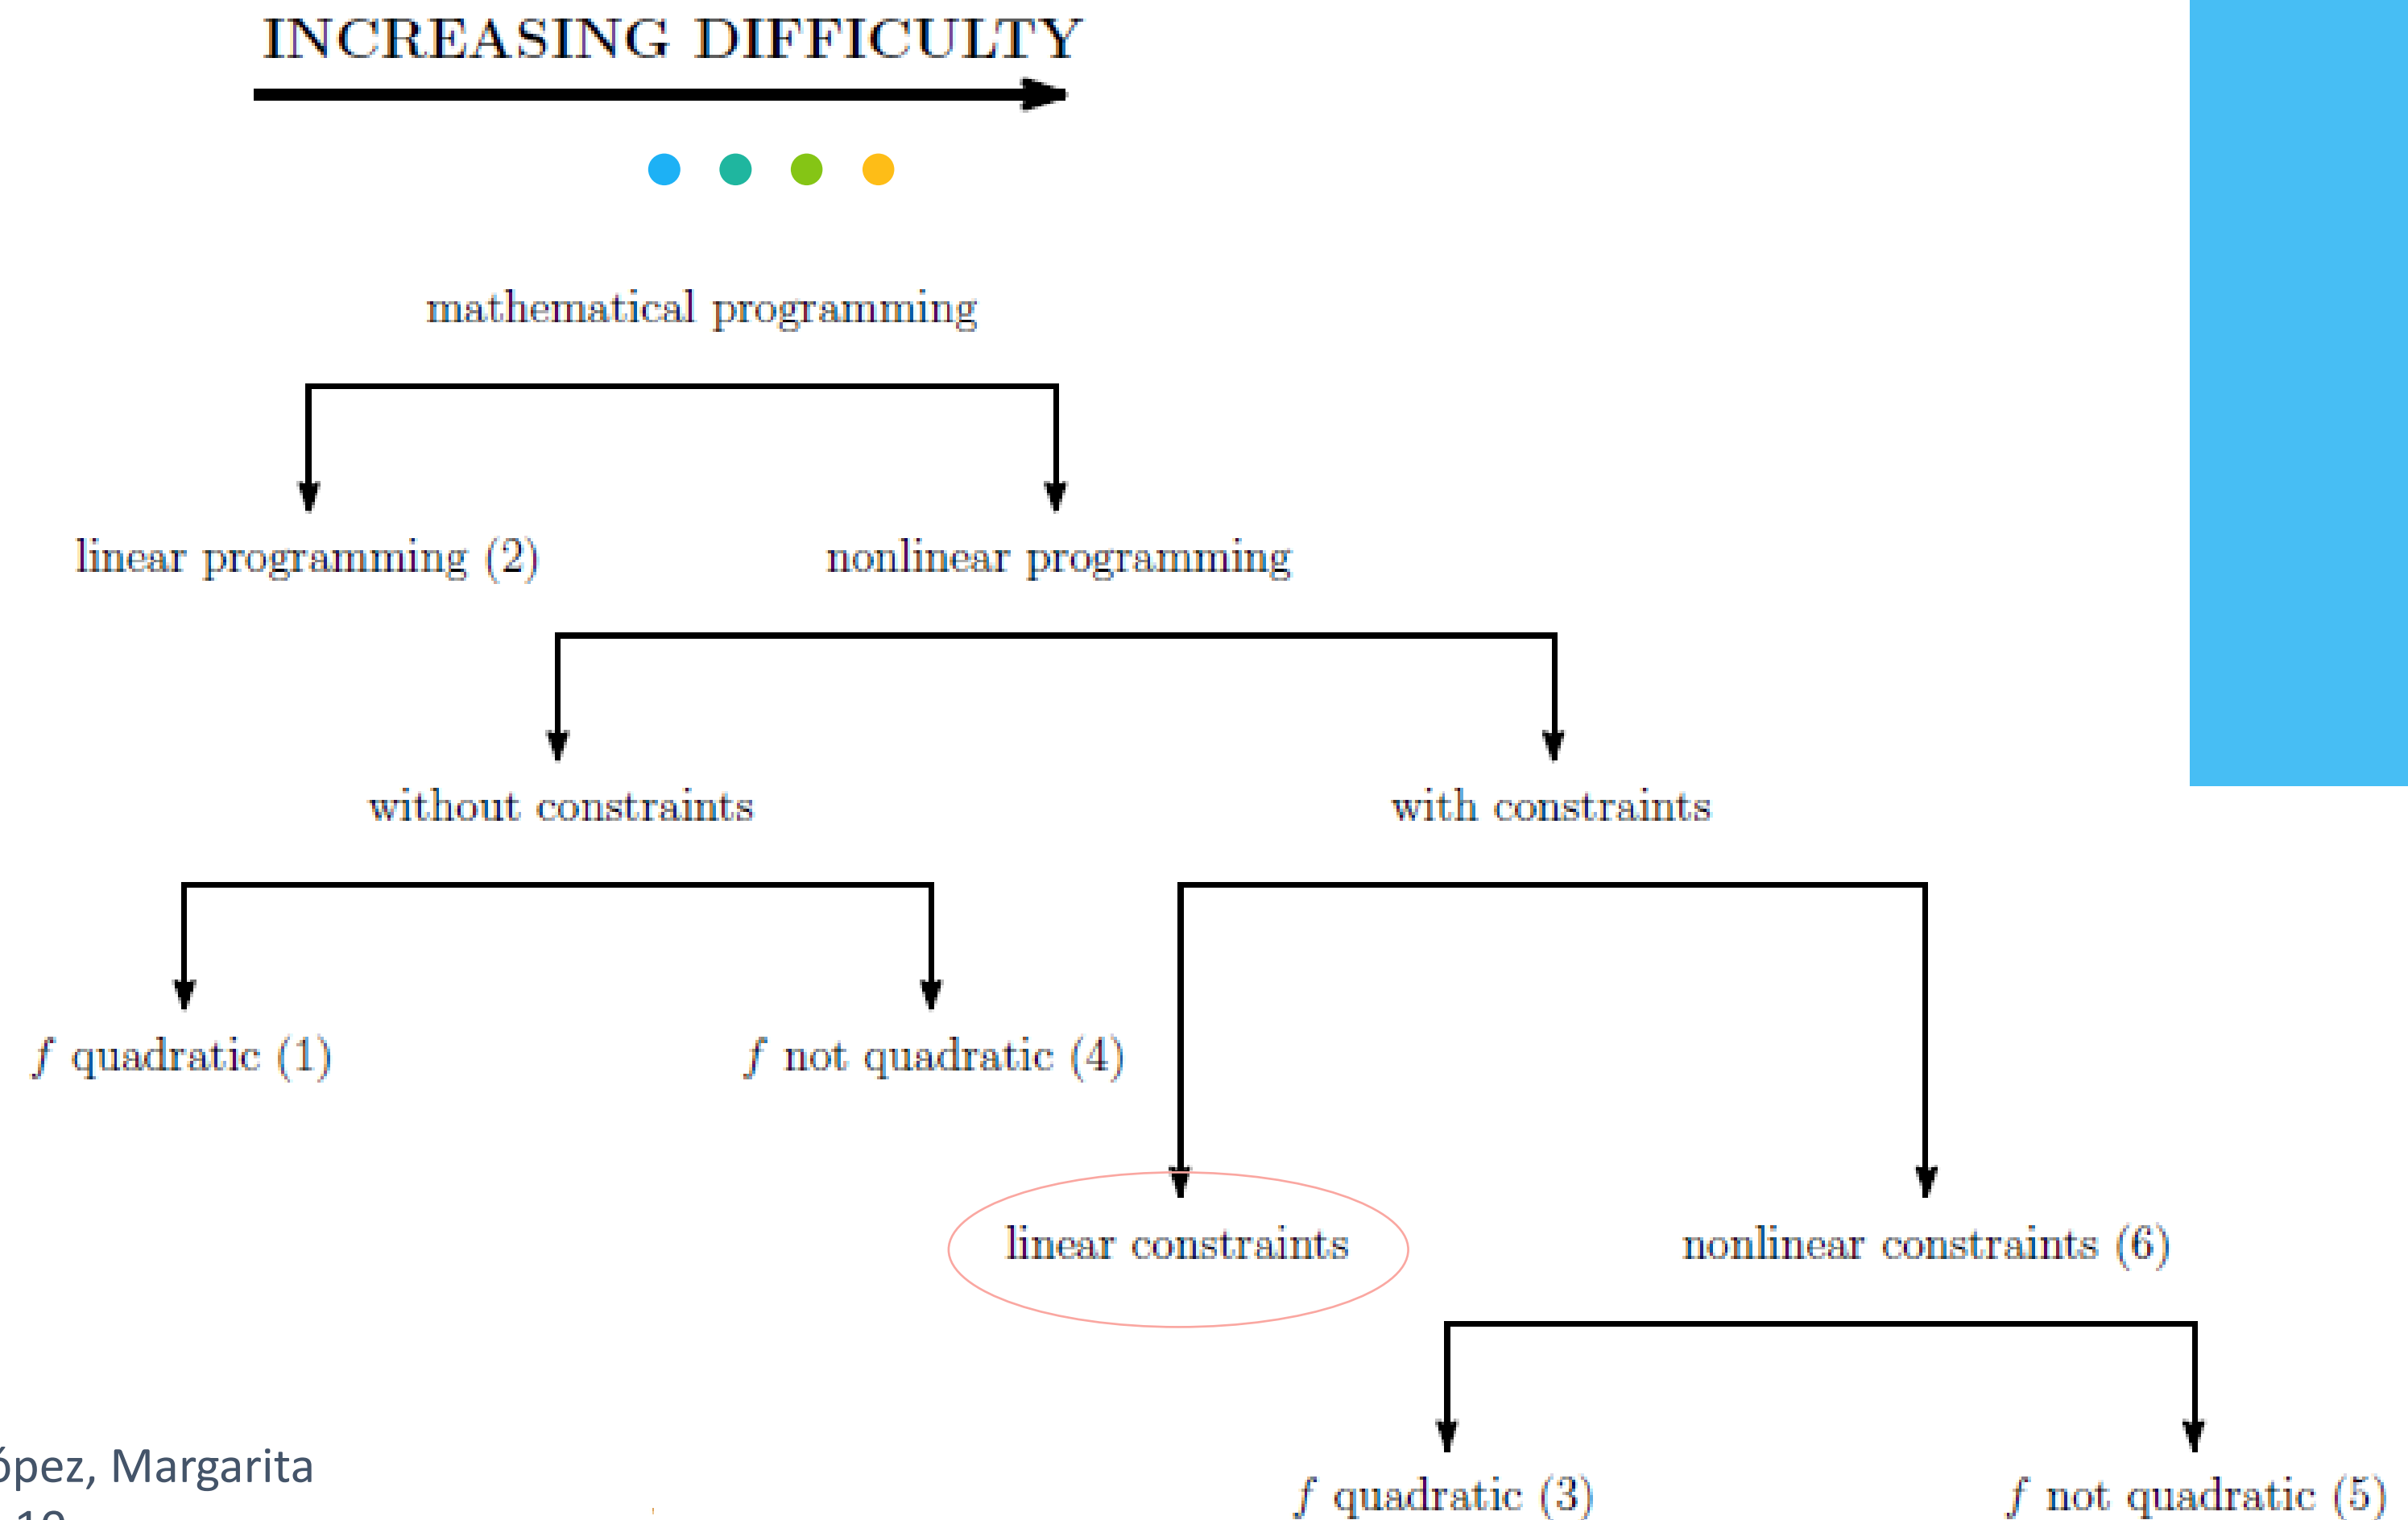 INCREASING DIFFICULTY
mathematical programming
linear programming (2) nonlinear programming
without constraints with constraints
f quadratic (1) f not quadratic (4)
linear constraints nonlinear constraints (6)
f quadratic (3) f not quadratic (5)
ópez, Margarita